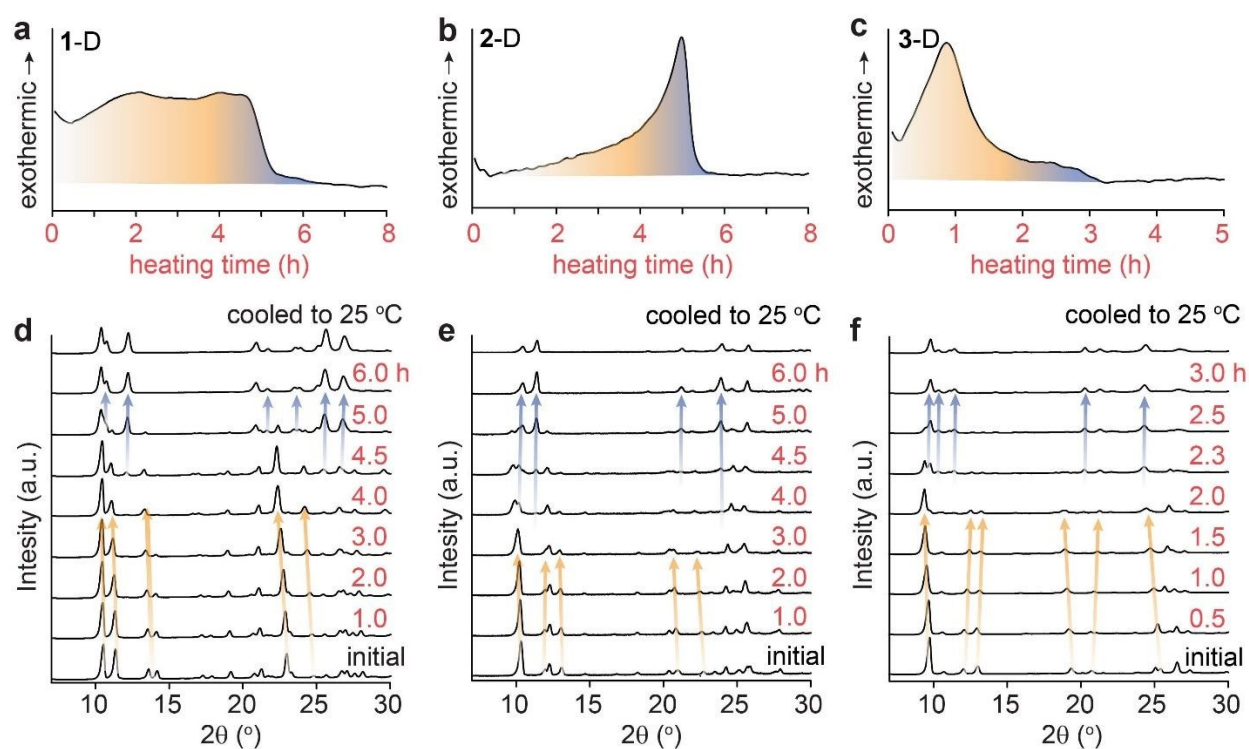 a
1-D
exothermic →
0 2 4 6 8
heating time (h)
b
2-D
exothermic →
0 2 4 6 8
heating time (h)
c
3-D
exothermic →
0 1 2 3 4 5
heating time (h)
d
cooled to 25 °C
6.0 h
5.0
4.5
4.0
3.0
2.0
1.0
initial
Intesity (a.u.)
10 15 20 25 30
2θ (°)
e
cooled to 25 °C
6.0 h
5.0
4.5
4.0
3.0
2.0
1.0
initial
Intesity (a.u.)
10 15 20 25 30
2θ (°)
f
cooled to 25 °C
3.0 h
2.5
2.3
2.0
1.5
1.0
0.5
initial
Intesity (a.u.)
10 15 20 25 30
2θ (°)